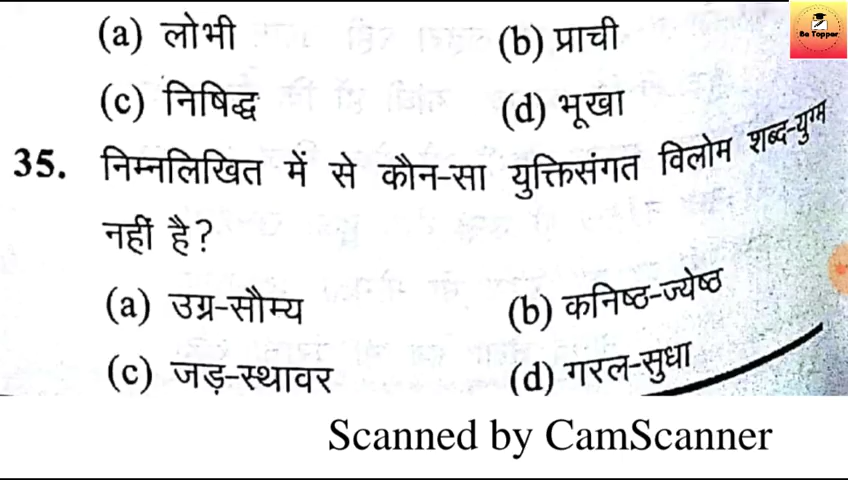 Be Topper
(a) लोभी (b) प्राची
(c) निषिद्ध (d) भूखा
35. निम्नलिखित में से कौन-सा युक्तिसंगत विलोम शब्द-युग्म
नहीं है?
(a) उग्र-सौम्य (b) कनिष्ठ-ज्येष्ठ
(c) जड़-स्थावर (d) गरल-सुधा
Scanned by CamScanner